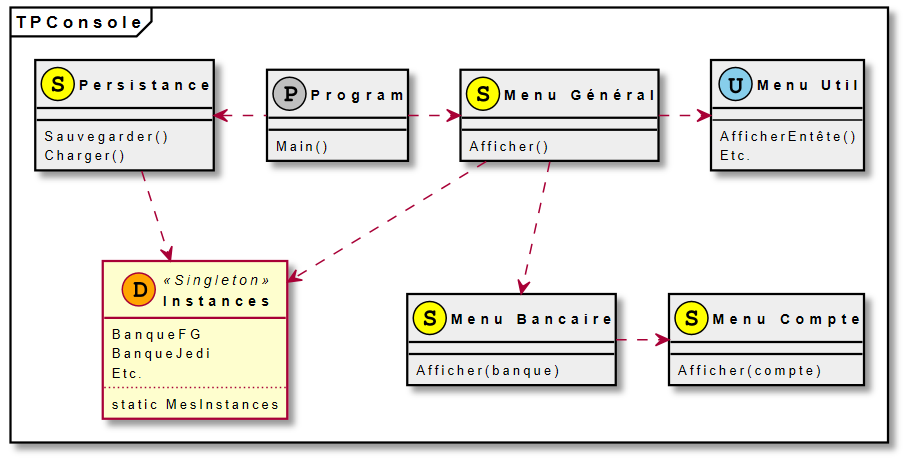 TPConsole
S Persistance
Sauvegarder()
Charger()
P Program
Main()
S Menu Général
Afficher()
U Menu Util
AfficherEntête()
Etc.
D «Singleton»
Instances
BanqueFG
BanqueJedi
Etc.
static MesInstances
S Menu Bancaire
Afficher(banque)
S Menu Compte
Afficher(compte)